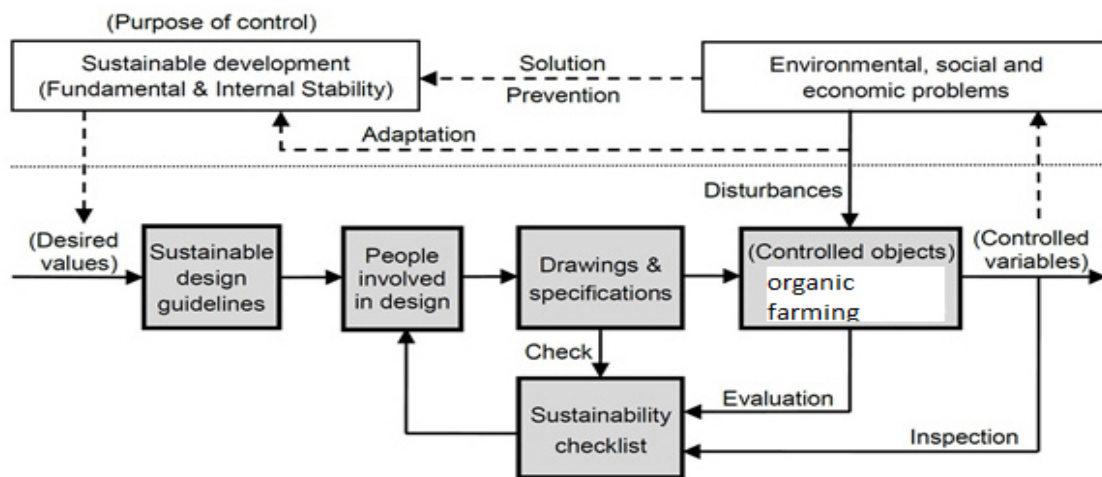 (Purpose of control)
Sustainable development
(Fundamental & Internal Stability)
Solution
Prevention
Environmental, social and
economic problems
Adaptation
Disturbances
(Desired
values)
Sustainable
design
guidelines
People
involved
in design
Drawings &
specifications
(Controlled objects)
organic
farming
(Controlled
variables)
Check
Sustainability
checklist
Evaluation
Inspection